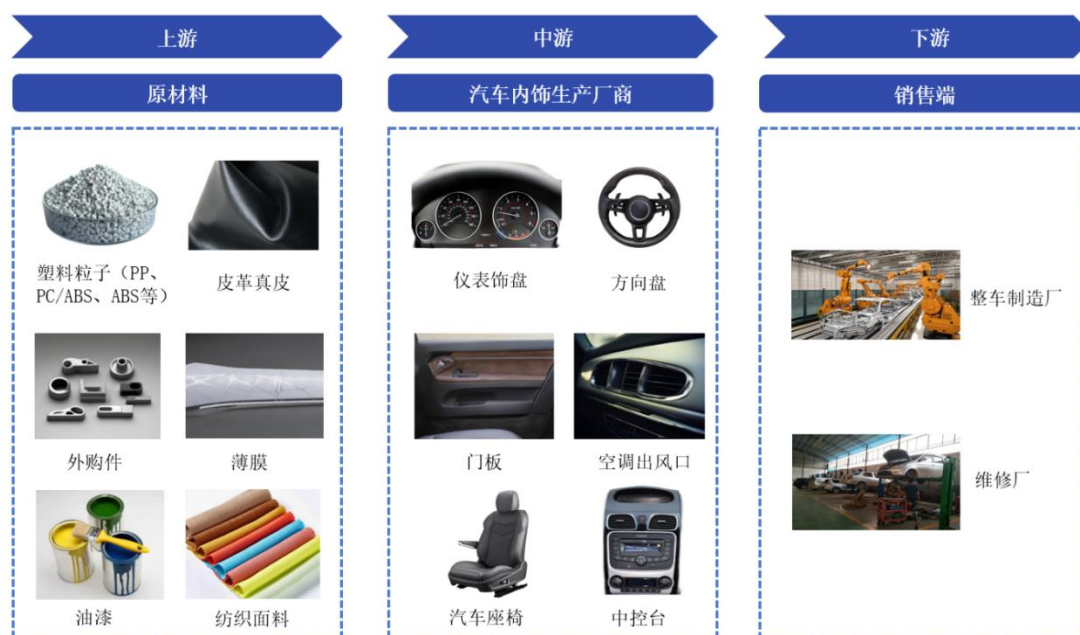 上游
原材料
塑料粒子（PP、
PC/ABS、ABS等）
皮革真皮
外购件
薄膜
油漆
纺织面料
中游
汽车内饰生产厂商
仪表饰盘
方向盘
门板
空调出风口
汽车座椅
中控台
下游
销售端
整车制造厂
维修厂